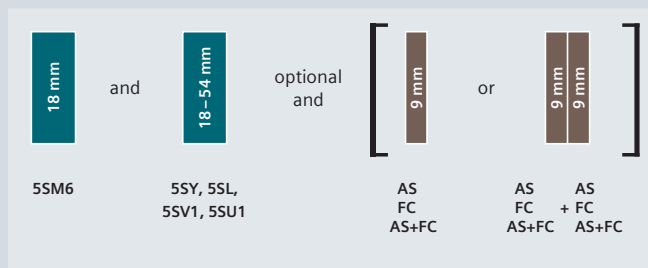 18 mm
and
18–54 mm
optional
and
9 mm
or
9 mm
9 mm
5SM6
5SY, 5SL,
5SV1, 5SU1
AS
FC
AS+FC
AS AS
FC + FC
AS+FC AS+FC